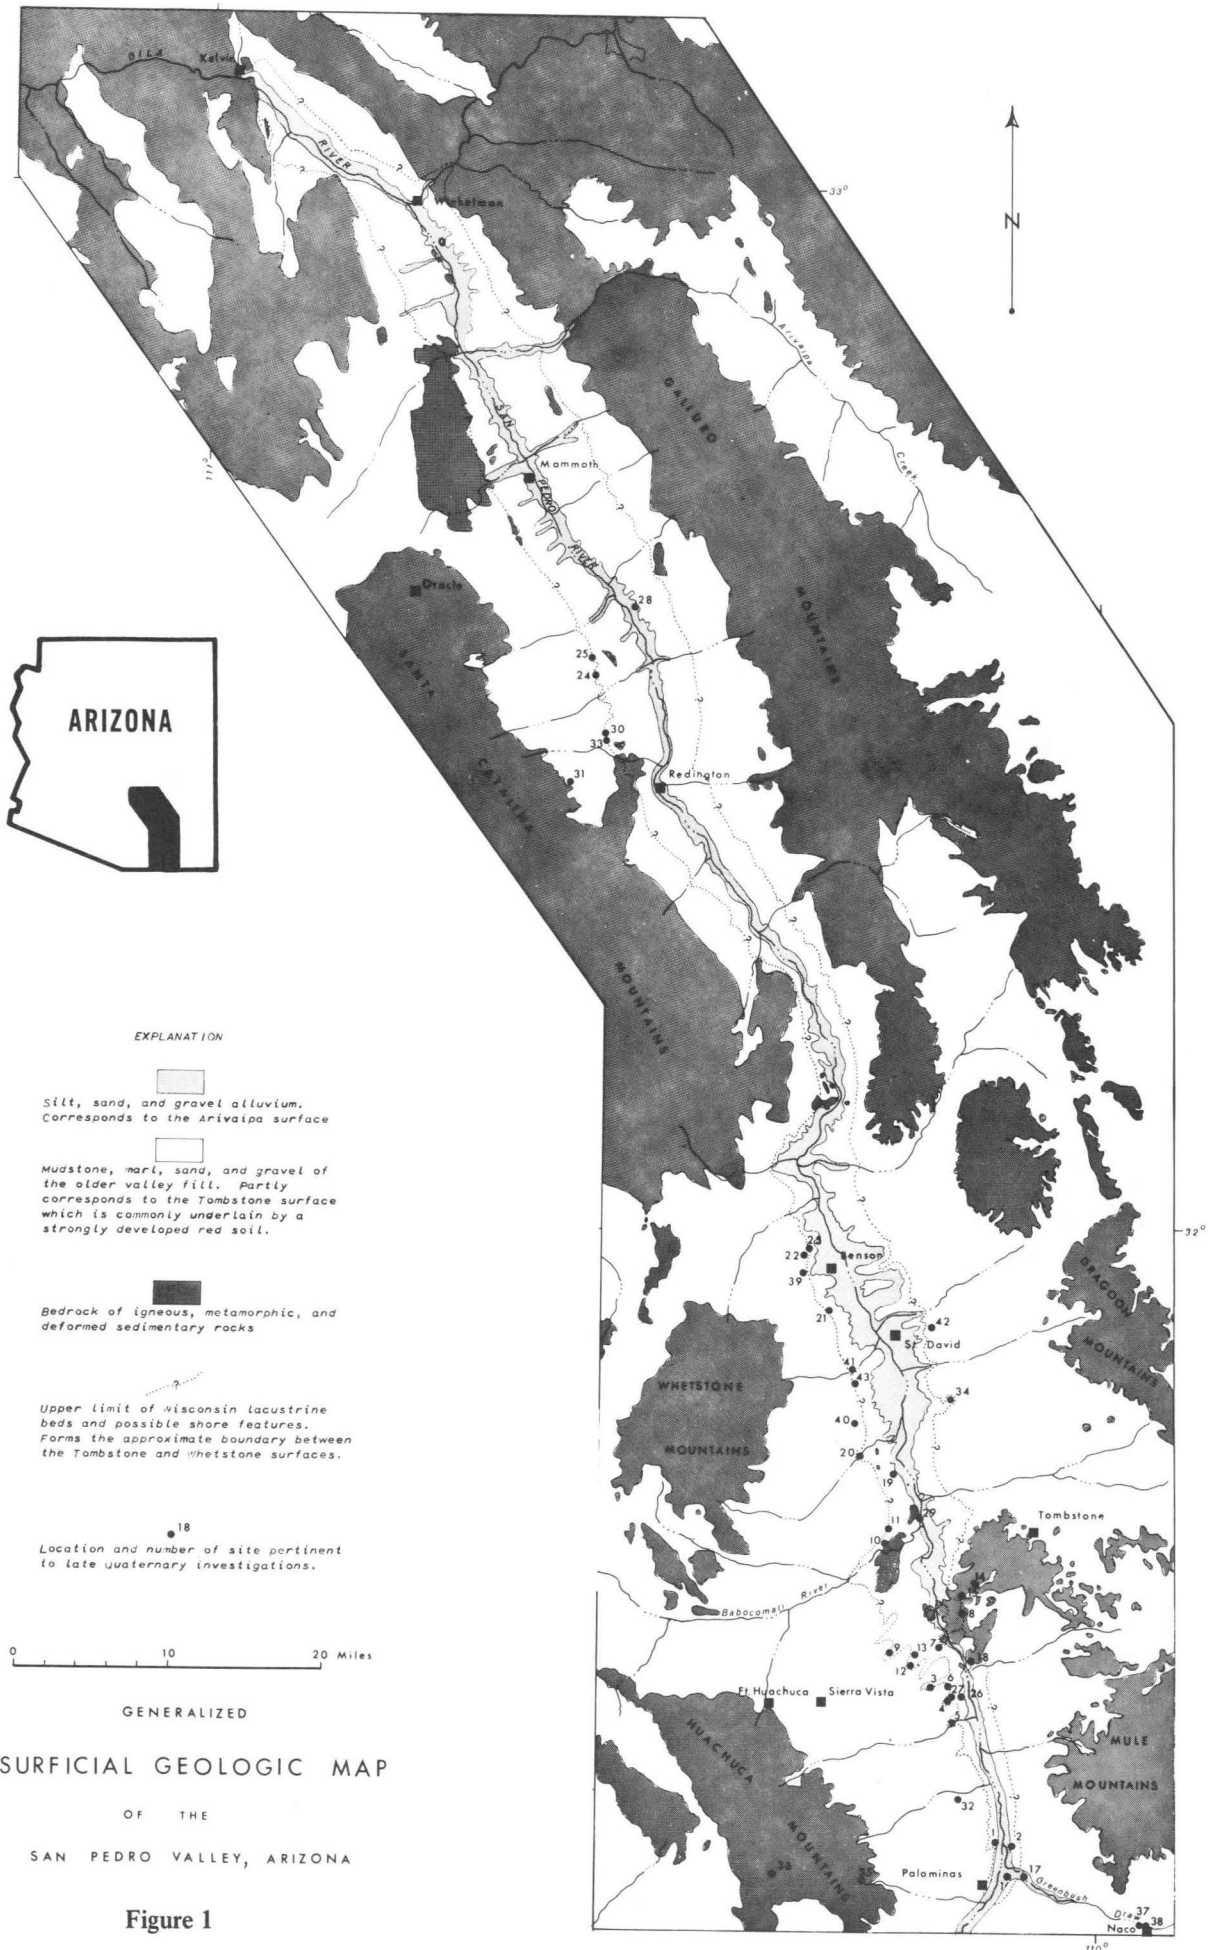 GILA
Kelvin
RIVER
Winkelman
33°
N
Arivaipa
Creek
GALIURO
MOUNTAINS
SAN
PEDRO
RIVER
Mammoth
111°
Oracle
28
25
24
30
33
31
SANTA
CATALINA
MOUNTAINS
Redington
ARIZONA
EXPLANATION
Silt, sand, and gravel alluvium.
Corresponds to the Arivaipa surface
Mudstone, marl, sand, and gravel of
the older valley fill. Partly
corresponds to the Tombstone surface
which is commonly underlain by a
strongly developed red soil.
Bedrock of igneous, metamorphic, and
deformed sedimentary rocks
?
Upper limit of Wisconsin lacustrine
beds and possible shore features.
Forms the approximate boundary between
the Tombstone and Whetstone surfaces.
18
Location and number of site pertinent
to late Quaternary investigations.
0 10 20 Miles
GENERALIZED
SURFICIAL GEOLOGIC MAP
OF THE
SAN PEDRO VALLEY, ARIZONA
Figure 1
32°
22
39
Benson
21
42
St. David
DRAGOON
MOUNTAINS
41
43
34
WHETSTONE
MOUNTAINS
40
20
19
29
Tombstone
11
10
14
Babocomari River
8
9
13
7
12
18
3
6
27
26
4
5
Ft. Huachuca
Sierra Vista
HUACHUCA
MOUNTAINS
MULE
MOUNTAINS
32
1
2
36
35
Palominas
17
Greenbush
Draw
37
38
Naco
110°